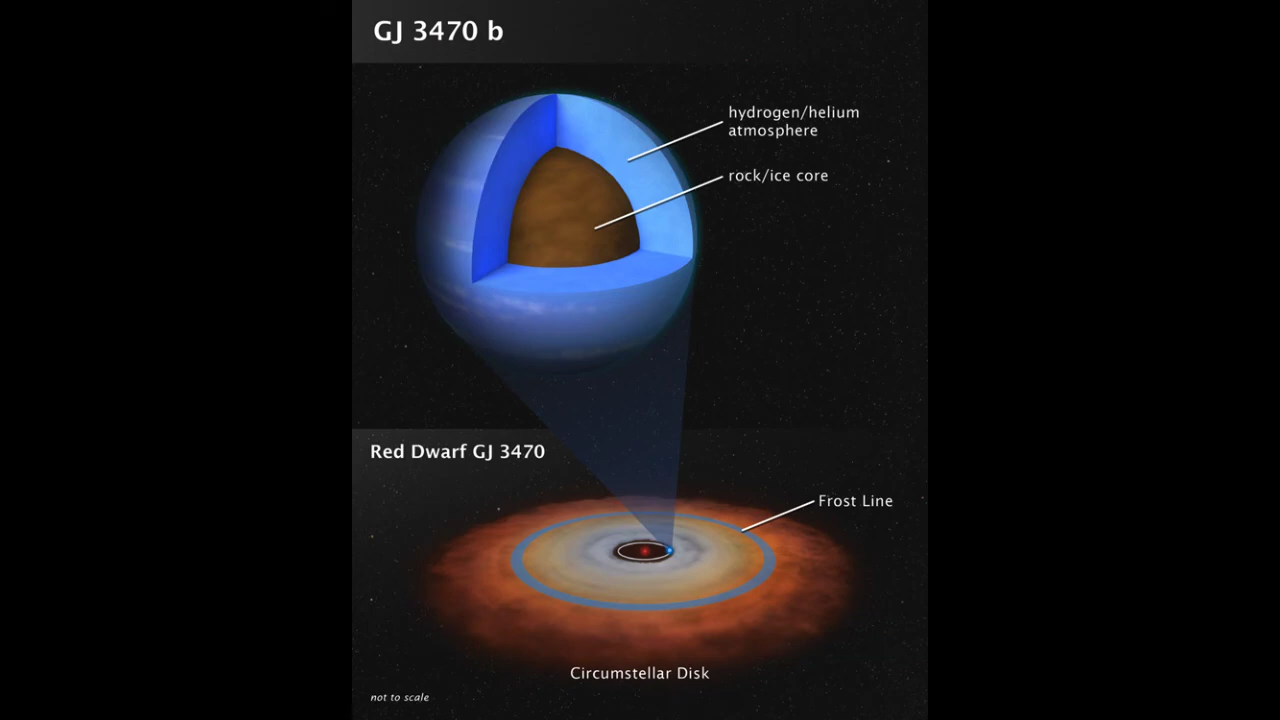 GJ 3470 b
hydrogen/helium
atmosphere
rock/ice core
Red Dwarf GJ 3470
Frost Line
Circumstellar Disk
not to scale